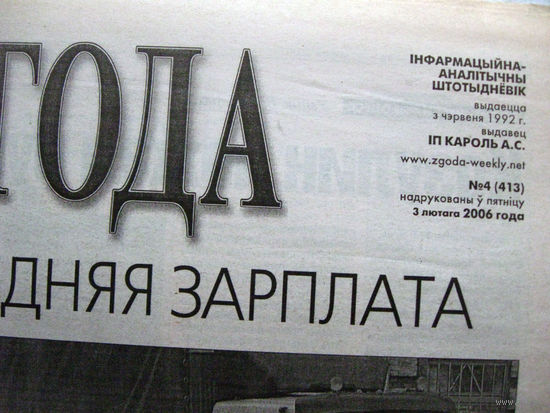 ГОДА
ІНФАРМАЦЫЙНА-
АНАЛІТЫЧНЫ
ШТОТЫДНЁВІК
выдаецца
з чэрвеня 1992 г.
выдавец
ІП КАРОЛЬ А.С.
www.zgoda-weekly.net
№4 (413)
надрукованы ў пятніцу
3 лютага 2006 года
ДНЯЯ ЗАРПЛАТА